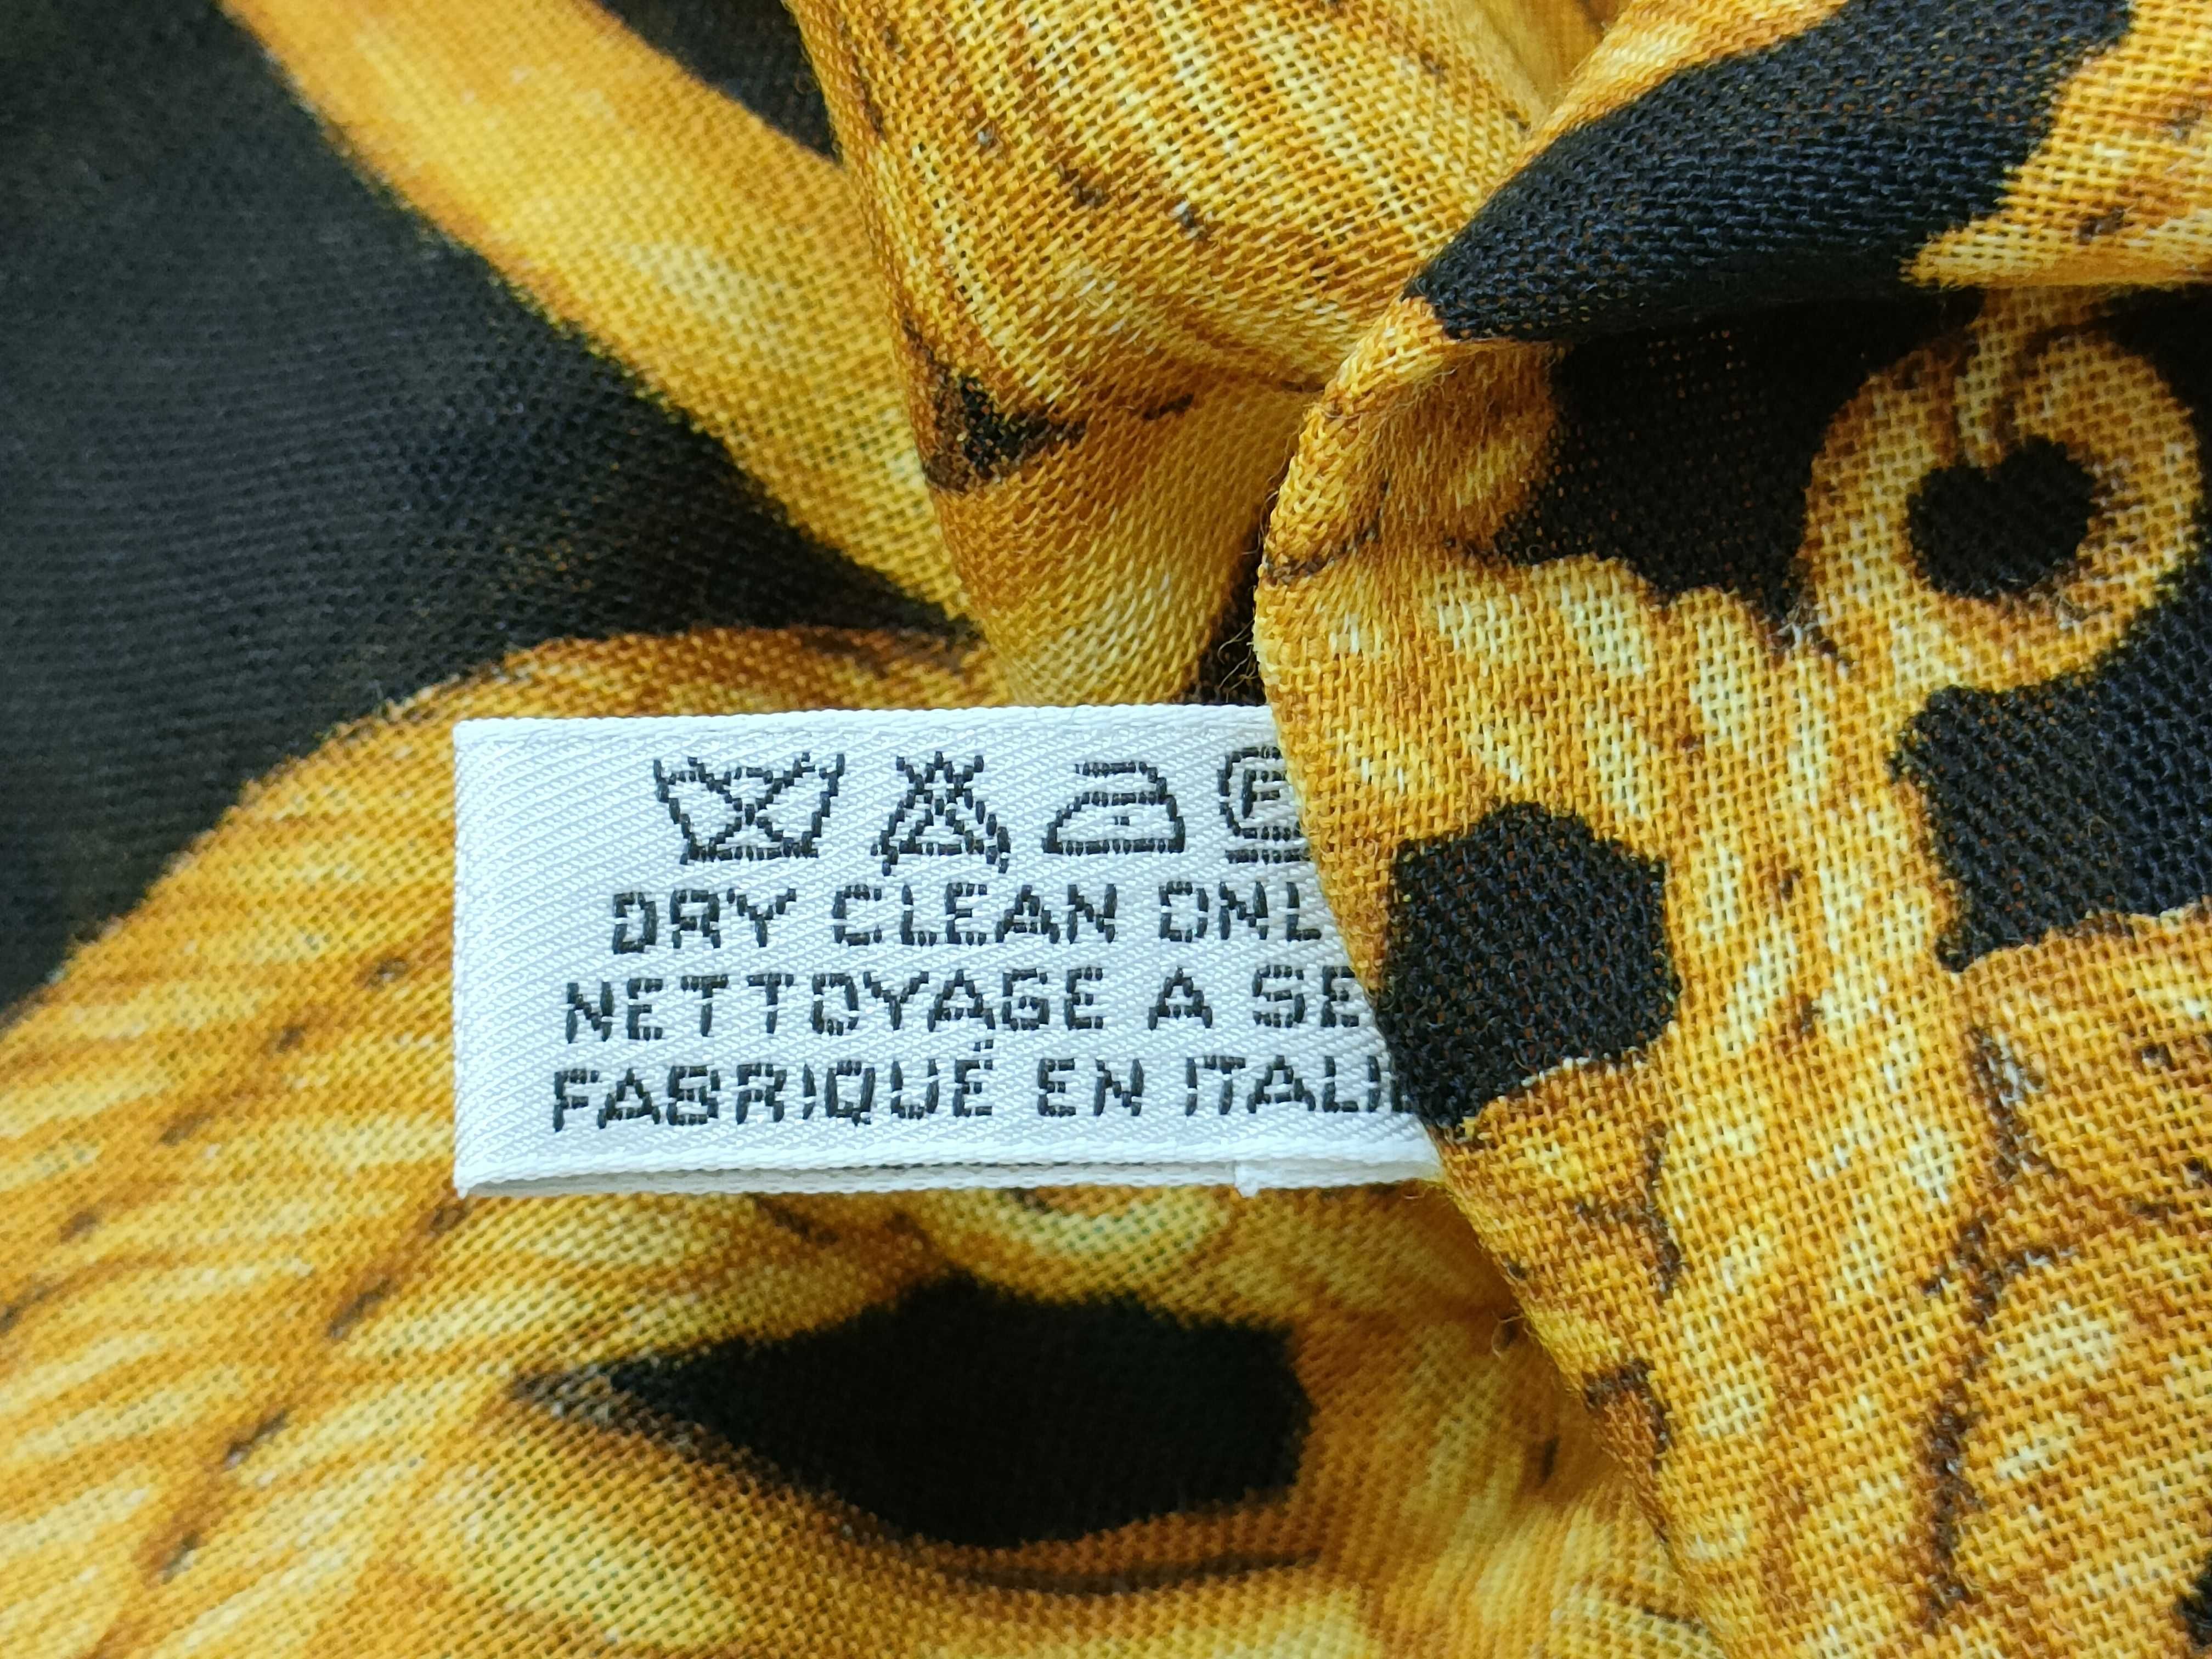 F
DRY CLEAN ONL
NETTOYAGE A SE
FABRIQUÉ EN ITALI